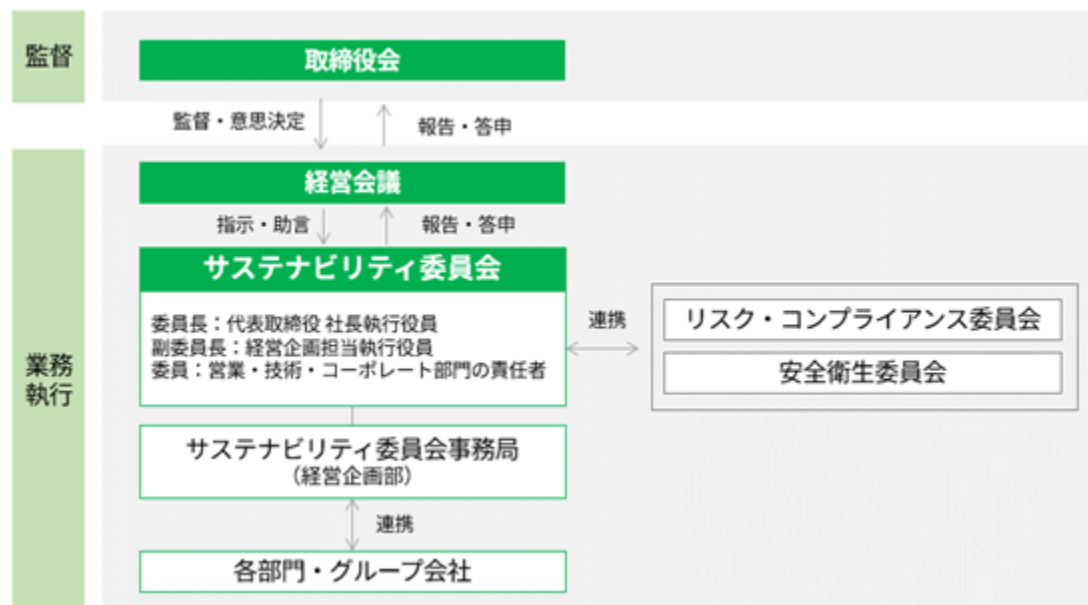 監督
取締役会
監督・意思決定
報告・答申
業務
執行
経営会議
指示・助言
報告・答申
サステナビリティ委員会
委員長：代表取締役 社長執行役員
副委員長：経営企画担当執行役員
委員：営業・技術・コーポレート部門の責任者
連携
リスク・コンプライアンス委員会
安全衛生委員会
サステナビリティ委員会事務局
（経営企画部）
連携
各部門・グループ会社